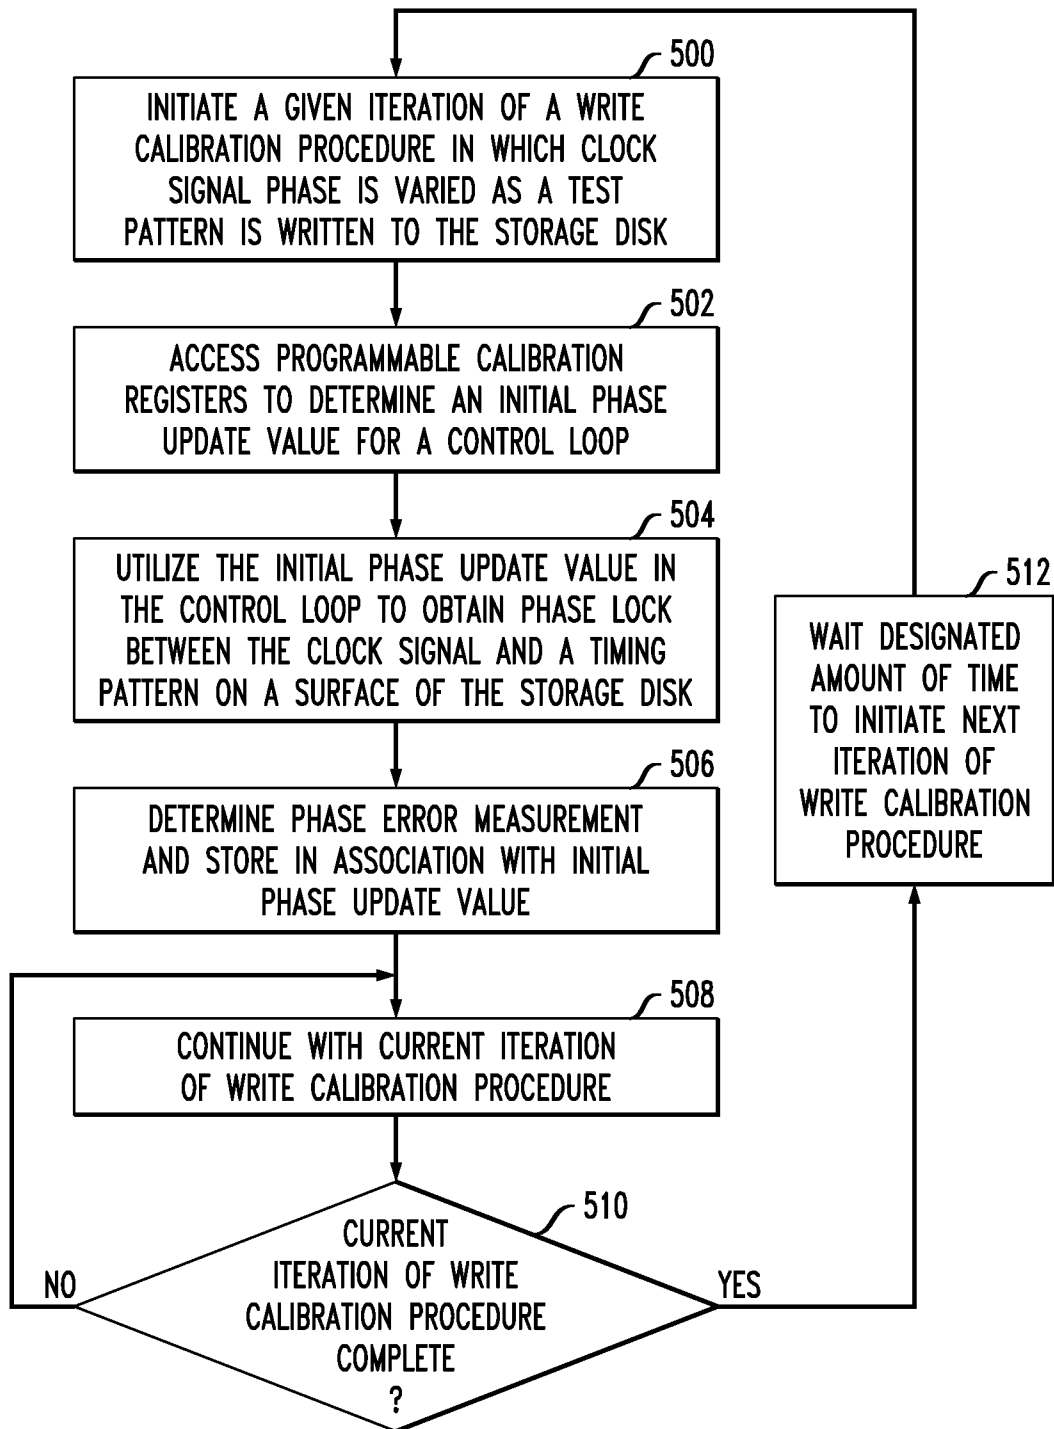 500
INITIATE A GIVEN ITERATION OF A WRITE
CALIBRATION PROCEDURE IN WHICH CLOCK
SIGNAL PHASE IS VARIED AS A TEST
PATTERN IS WRITTEN TO THE STORAGE DISK
502
ACCESS PROGRAMMABLE CALIBRATION
REGISTERS TO DETERMINE AN INITIAL PHASE
UPDATE VALUE FOR A CONTROL LOOP
504
UTILIZE THE INITIAL PHASE UPDATE VALUE IN
THE CONTROL LOOP TO OBTAIN PHASE LOCK
BETWEEN THE CLOCK SIGNAL AND A TIMING
PATTERN ON A SURFACE OF THE STORAGE DISK
512
WAIT DESIGNATED
AMOUNT OF TIME
TO INITIATE NEXT
ITERATION OF
WRITE CALIBRATION
PROCEDURE
506
DETERMINE PHASE ERROR MEASUREMENT
AND STORE IN ASSOCIATION WITH INITIAL
PHASE UPDATE VALUE
508
CONTINUE WITH CURRENT ITERATION
OF WRITE CALIBRATION PROCEDURE
510
CURRENT
ITERATION OF WRITE
CALIBRATION PROCEDURE
COMPLETE
?
NO
YES